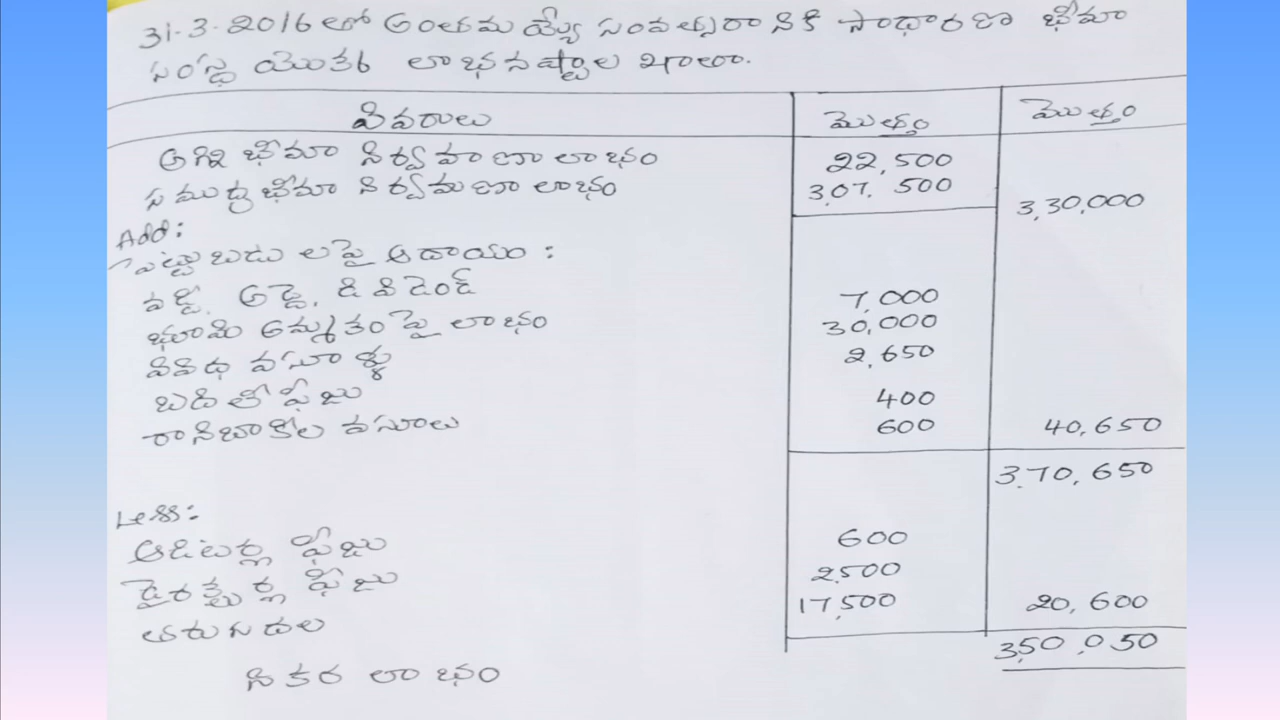 31-3-2016 తో అంతమయ్యే సంవత్సరానికి సాధారణ భీమా
సంస్థ యొక్క లాభనష్టాల ఖాతా.
వివరాలు మొత్తం మొత్తం
అగ్ని భీమా నిర్వహణా లాభం 22,500
సముద్ర భీమా నిర్వహణా లాభం 3,07,500 3,30,000
Add:
పెట్టుబడులపై ఆదాయం :
వడ్డీ, అద్దె, డివిడెండ్ 7,000
భూమి అమ్మకంపై లాభం 30,000
వివిధ వసూళ్ళు 2,650
బదిలీ ఫీజు 400
రానిబాకీల వసూలు 600 40,650
3,70,650
Less:
ఆడిటర్ల ఫీజు 600
డైరక్టర్ల ఫీజు 2,500
తరుగుదల 17,500 20,600
నికర లాభం 3,50,050